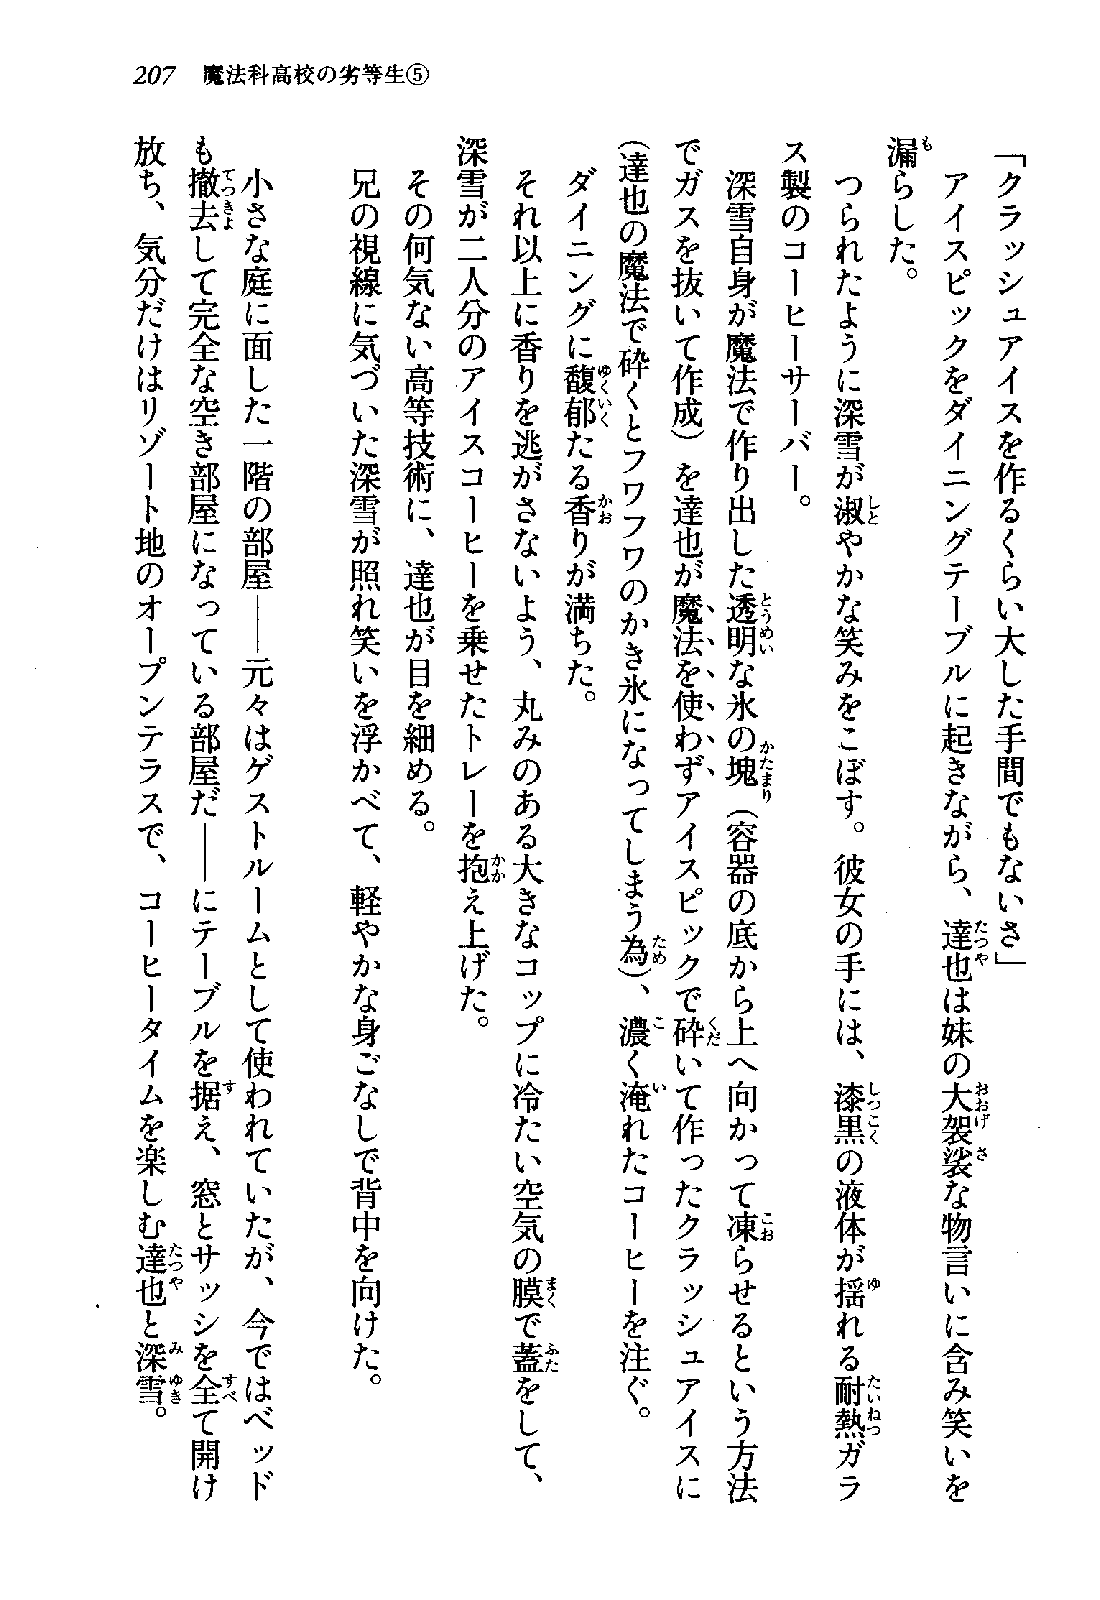 207　魔法科高校の劣等生⑤
「クラッシュアイスを作るくらい大した手間でもないさ」
　アイスピックをダイニングテーブルに起きながら、達也は妹の大袈裟な物言いに含み笑いを
漏らした。
　つられたように深雪が淑やかな笑みをこぼす。彼女の手には、漆黒の液体が揺れる耐熱ガラ
ス製のコーヒーサーバー。
　深雪自身が魔法で作り出した透明な氷の塊（容器の底から上へ向かって凍らせるという方法
でガスを抜いて作成）を達也が魔法を使わずアイスピックで砕いて作ったクラッシュアイスに
（達也の魔法で砕くとフワフワのかき氷になってしまう為）、濃く淹れたコーヒーを注ぐ。
　ダイニングに馥郁たる香りが満ちた。
　それ以上に香りを逃がさないよう、丸みのある大きなコップに冷たい空気の膜で蓋をして、
深雪が二人分のアイスコーヒーを乗せたトレーを抱え上げた。
　その何気ない高等技術に、達也が目を細める。
　兄の視線に気づいた深雪が照れ笑いを浮かべて、軽やかな身ごなしで背中を向けた。
　小さな庭に面した一階の部屋――元々はゲストルームとして使われていたが、今ではベッド
も撤去して完全な空き部屋になっている部屋だ――にテーブルを据え、窓とサッシを全て開け
放ち、気分だけはリゾート地のオープンテラスで、コーヒータイムを楽しむ達也と深雪。